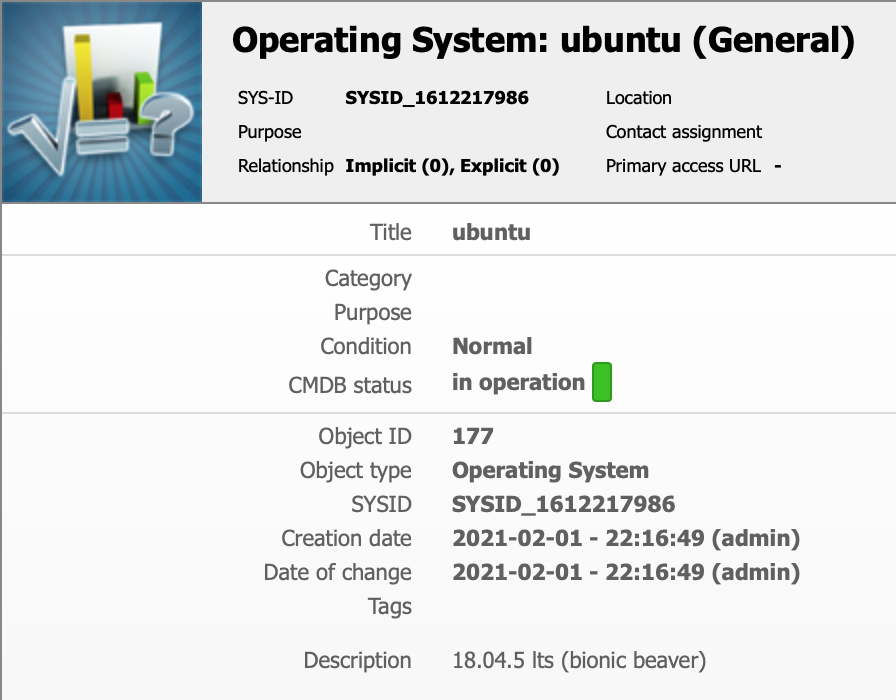 Operating System: ubuntu (General)
SYS-ID SYSID_1612217986 Location
Purpose Contact assignment
Relationship Implicit (0), Explicit (0) Primary access URL -
Title ubuntu
Category
Purpose
Condition Normal
CMDB status in operation
Object ID 177
Object type Operating System
SYSID SYSID_1612217986
Creation date 2021-02-01 - 22:16:49 (admin)
Date of change 2021-02-01 - 22:16:49 (admin)
Tags
Description 18.04.5 lts (bionic beaver)